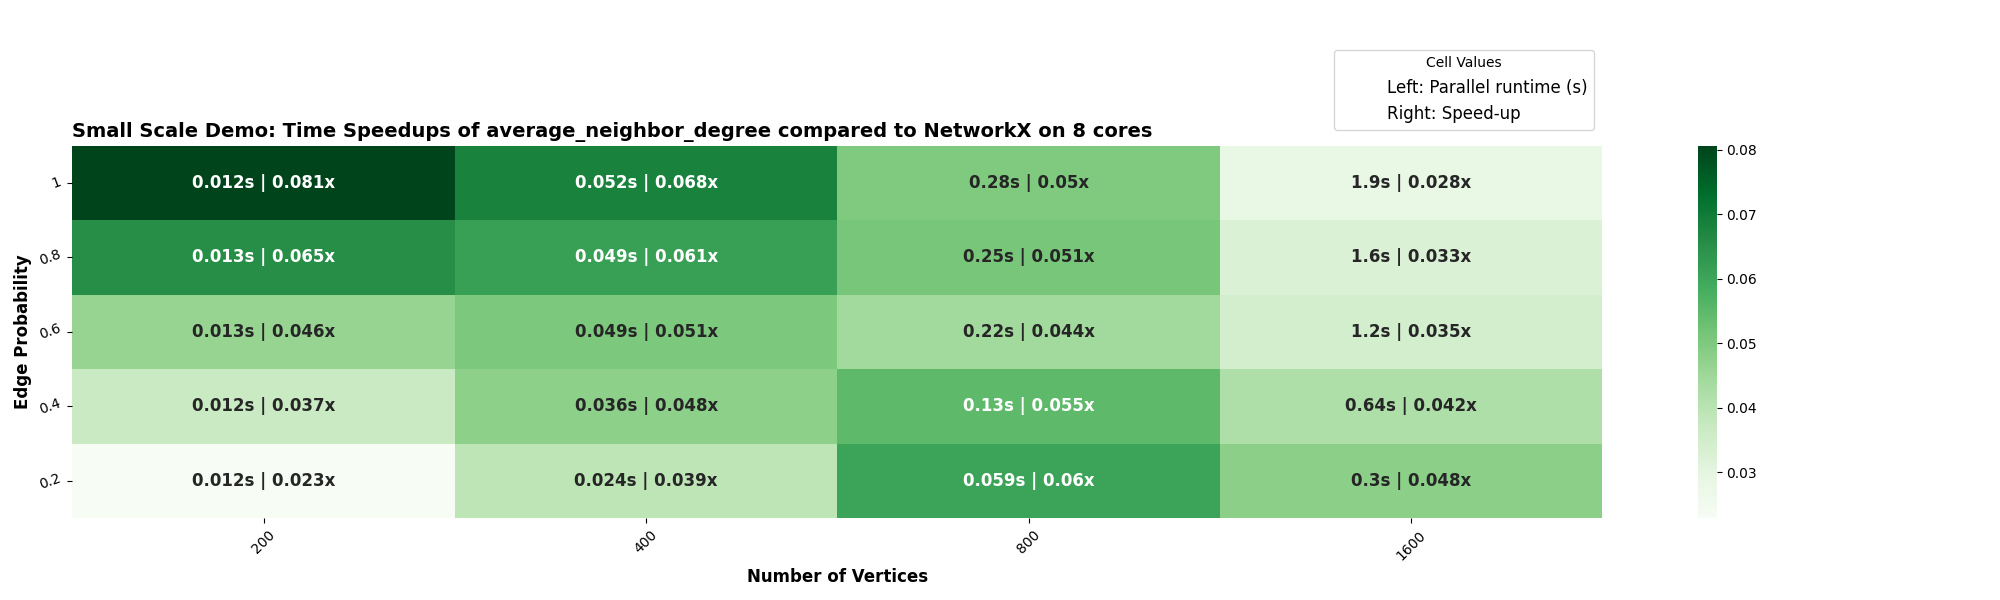 Cell Values
Left: Parallel runtime (s)
Right: Speed-up
Small Scale Demo: Time Speedups of average_neighbor_degree compared to NetworkX on 8 cores
Edge Probability
1
0.012s | 0.081x
0.052s | 0.068x
0.28s | 0.05x
1.9s | 0.028x
0.8
0.013s | 0.065x
0.049s | 0.061x
0.25s | 0.051x
1.6s | 0.033x
0.6
0.013s | 0.046x
0.049s | 0.051x
0.22s | 0.044x
1.2s | 0.035x
0.4
0.012s | 0.037x
0.036s | 0.048x
0.13s | 0.055x
0.64s | 0.042x
0.2
0.012s | 0.023x
0.024s | 0.039x
0.059s | 0.06x
0.3s | 0.048x
200
400
800
1600
Number of Vertices
0.08
0.07
0.06
0.05
0.04
0.03